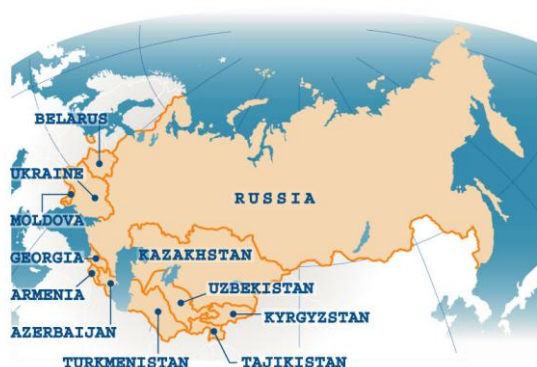 BELARUS
UKRAINE
RUSSIA
MOLDOVA
GEORGIA
KAZAKHSTAN
ARMENIA
UZBEKISTAN
KYRGYZSTAN
AZERBAIJAN
TURKMENISTAN
TAJIKISTAN